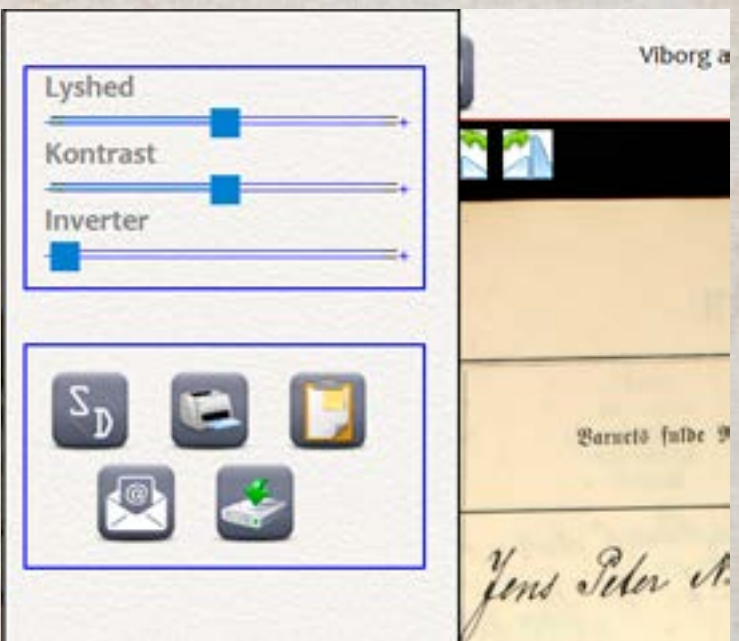 Lyshed
Kontrast
Inverter
S D
@
Viborg a
Barnets fulde
Jens Peter N.